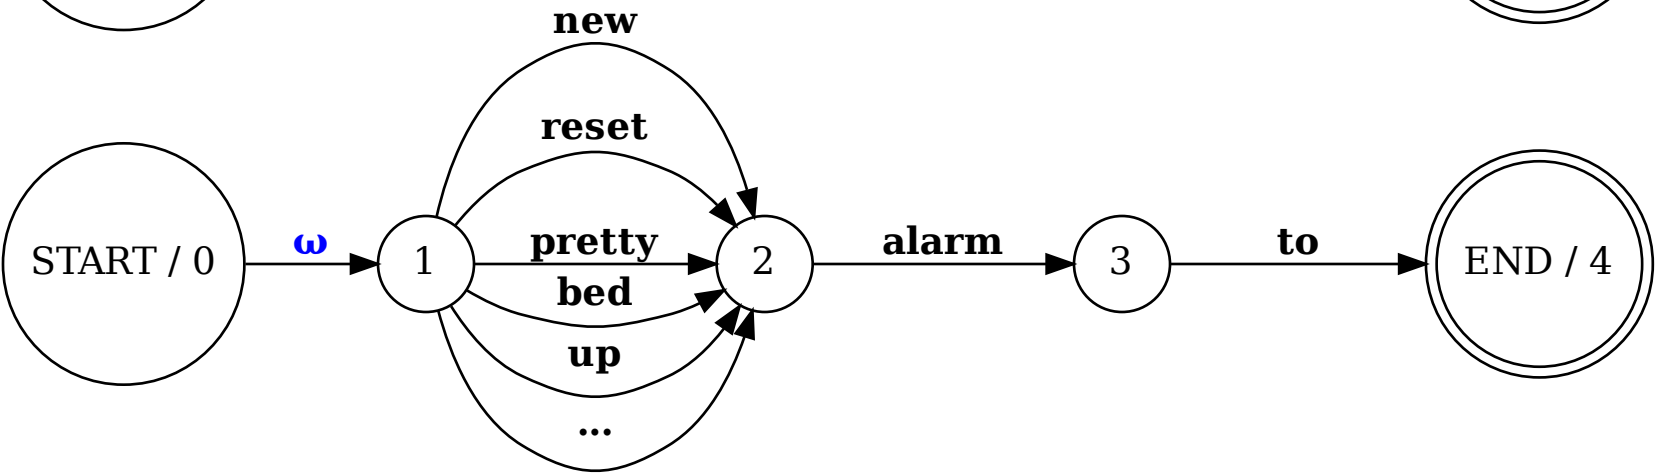 new
reset
START / 0 ω 1 pretty 2 alarm 3 to END / 4
bed
up
...